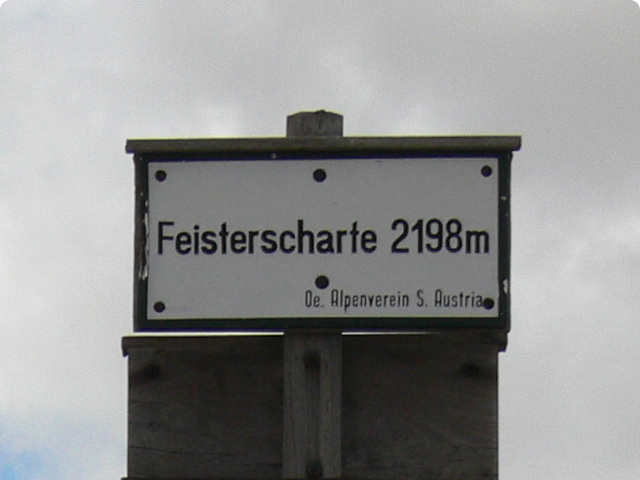 Feisterscharte 2198m
Oe. Alpenverein S. Austria